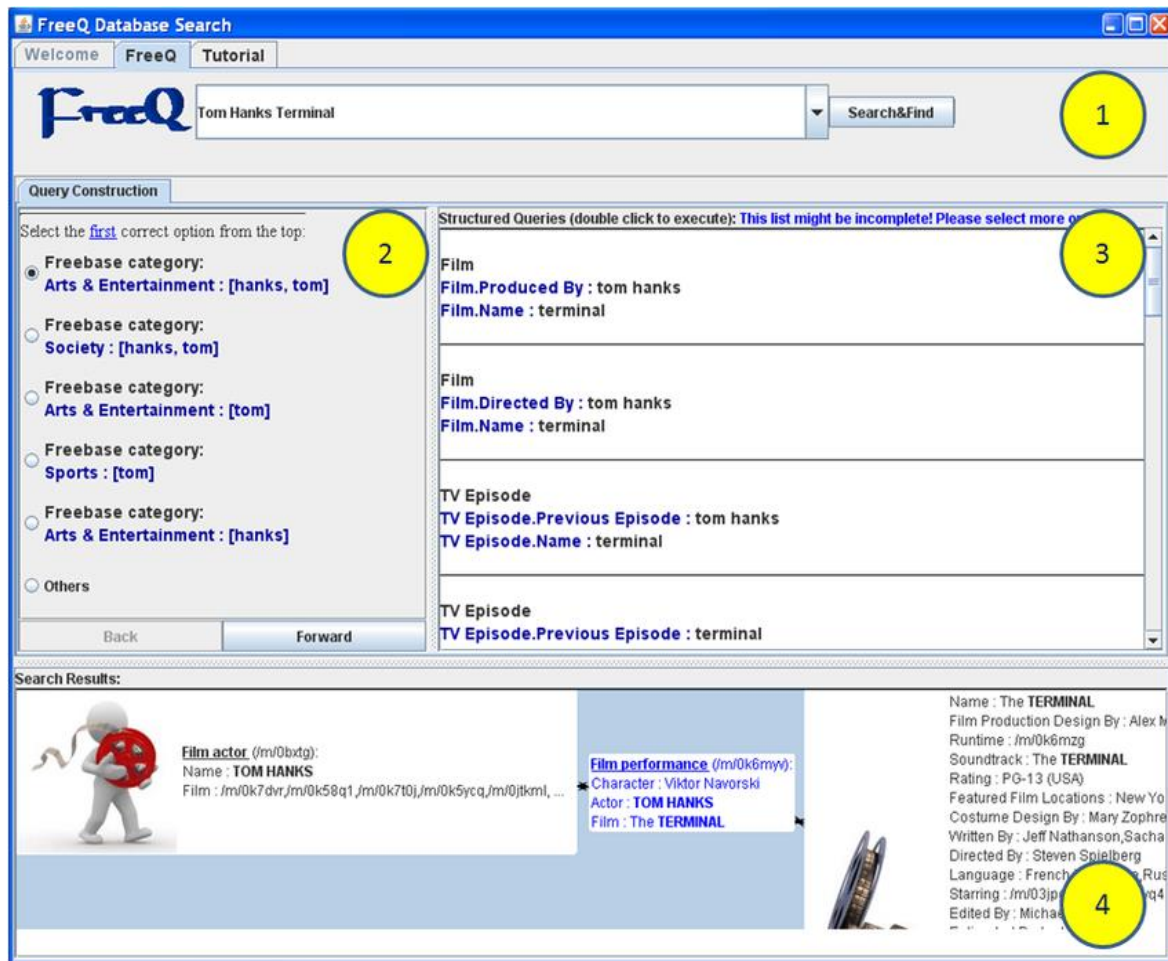 FreeQ Database Search
Welcome FreeQ Tutorial
FreeQ
Tom Hanks Terminal
Search&Find
1
Query Construction
Select the first correct option from the top:
Freebase category:
Arts & Entertainment : [hanks, tom]
Freebase category:
Society : [hanks, tom]
Freebase category:
Arts & Entertainment : [tom]
Freebase category:
Sports : [tom]
Freebase category:
Arts & Entertainment : [hanks]
Others
Back Forward
2
Structured Queries (double click to execute): This list might be incomplete! Please select more
Film
Film.Produced By : tom hanks
Film.Name : terminal
Film
Film.Directed By : tom hanks
Film.Name : terminal
TV Episode
TV Episode.Previous Episode : tom hanks
TV Episode.Name : terminal
TV Episode
TV Episode.Previous Episode : terminal
3
Search Results:
Film actor (/m/0bxtg):
Name : TOM HANKS
Film : /m/0k7dvr,/m/0k58q1,/m/0k7t0j,/m/0k5ycq,/m/0jtkml, ...
Film performance (/m/0k6myv):
Character : Viktor Navorski
Actor : TOM HANKS
Film : The TERMINAL
Name : The TERMINAL
Film Production Design By : Alex
Runtime : /m/0k6mzg
Soundtrack : The TERMINAL
Rating : PG-13 (USA)
Featured Film Locations : New Yo
Costume Design By : Mary Zophre
Written By : Jeff Nathanson,Sacha
Directed By : Steven Spielberg
Language : French
Starring :
Edited By : Michae
4